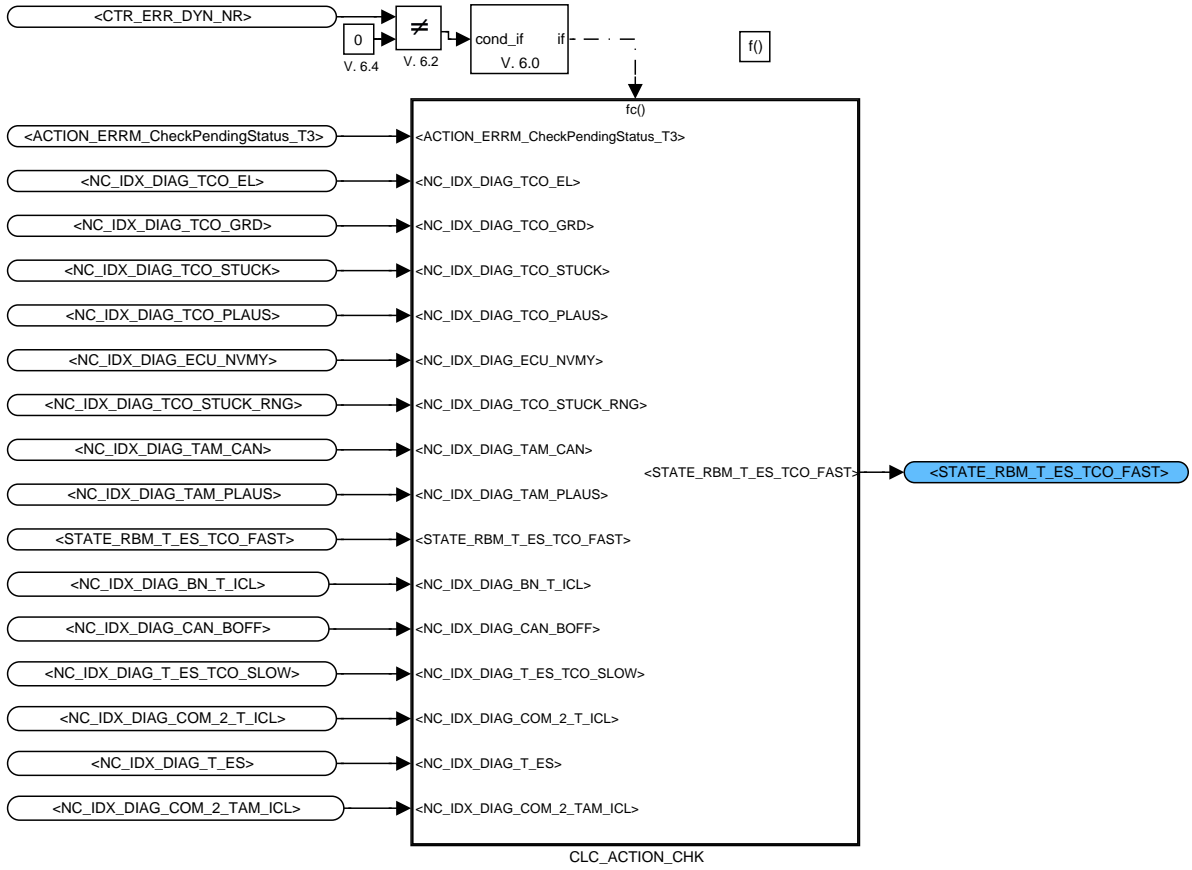 <CTR_ERR_DYN_NR>
0
≠
cond_if if
f()
V. 6.4
V. 6.2
V. 6.0
fc()
<ACTION_ERRM_CheckPendingStatus_T3> <ACTION_ERRM_CheckPendingStatus_T3>
<NC_IDX_DIAG_TCO_EL> <NC_IDX_DIAG_TCO_EL>
<NC_IDX_DIAG_TCO_GRD> <NC_IDX_DIAG_TCO_GRD>
<NC_IDX_DIAG_TCO_STUCK> <NC_IDX_DIAG_TCO_STUCK>
<NC_IDX_DIAG_TCO_PLAUS> <NC_IDX_DIAG_TCO_PLAUS>
<NC_IDX_DIAG_ECU_NVMY> <NC_IDX_DIAG_ECU_NVMY>
<NC_IDX_DIAG_TCO_STUCK_RNG> <NC_IDX_DIAG_TCO_STUCK_RNG>
<NC_IDX_DIAG_TAM_CAN> <NC_IDX_DIAG_TAM_CAN>
<STATE_RBM_T_ES_TCO_FAST> <STATE_RBM_T_ES_TCO_FAST>
<NC_IDX_DIAG_TAM_PLAUS> <NC_IDX_DIAG_TAM_PLAUS>
<STATE_RBM_T_ES_TCO_FAST> <STATE_RBM_T_ES_TCO_FAST>
<NC_IDX_DIAG_BN_T_ICL> <NC_IDX_DIAG_BN_T_ICL>
<NC_IDX_DIAG_CAN_BOFF> <NC_IDX_DIAG_CAN_BOFF>
<NC_IDX_DIAG_T_ES_TCO_SLOW> <NC_IDX_DIAG_T_ES_TCO_SLOW>
<NC_IDX_DIAG_COM_2_T_ICL> <NC_IDX_DIAG_COM_2_T_ICL>
<NC_IDX_DIAG_T_ES> <NC_IDX_DIAG_T_ES>
<NC_IDX_DIAG_COM_2_TAM_ICL> <NC_IDX_DIAG_COM_2_TAM_ICL>
CLC_ACTION_CHK